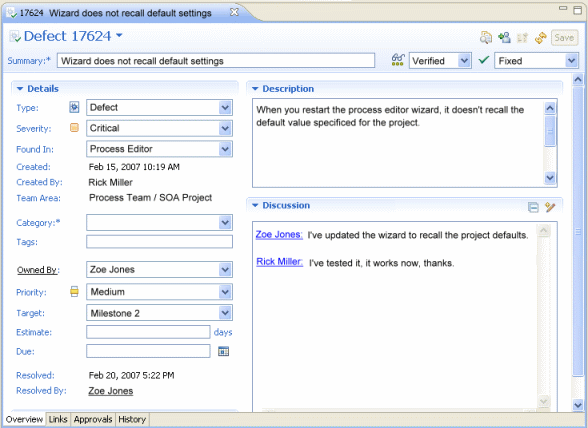 17624 Wizard does not recall default settings
Defect 17624
Save
Summary:* Wizard does not recall default settings Verified Fixed
Details
Type: Defect
Severity: Critical
Found In: Process Editor
Created: Feb 15, 2007 10:19 AM
Created By: Rick Miller
Team Area: Process Team / SOA Project
Category:*
Tags:
Owned By: Zoe Jones
Priority: Medium
Target: Milestone 2
Estimate: days
Due:
Resolved: Feb 20, 2007 5:22 PM
Resolved By: Zoe Jones
Description
When you restart the process editor wizard, it doesn't recall the
default value specificed for the project.
Discussion
Zoe Jones: I've updated the wizard to recall the project defaults.
Rick Miller: I've tested it, it works now, thanks.
Overview Links Approvals History